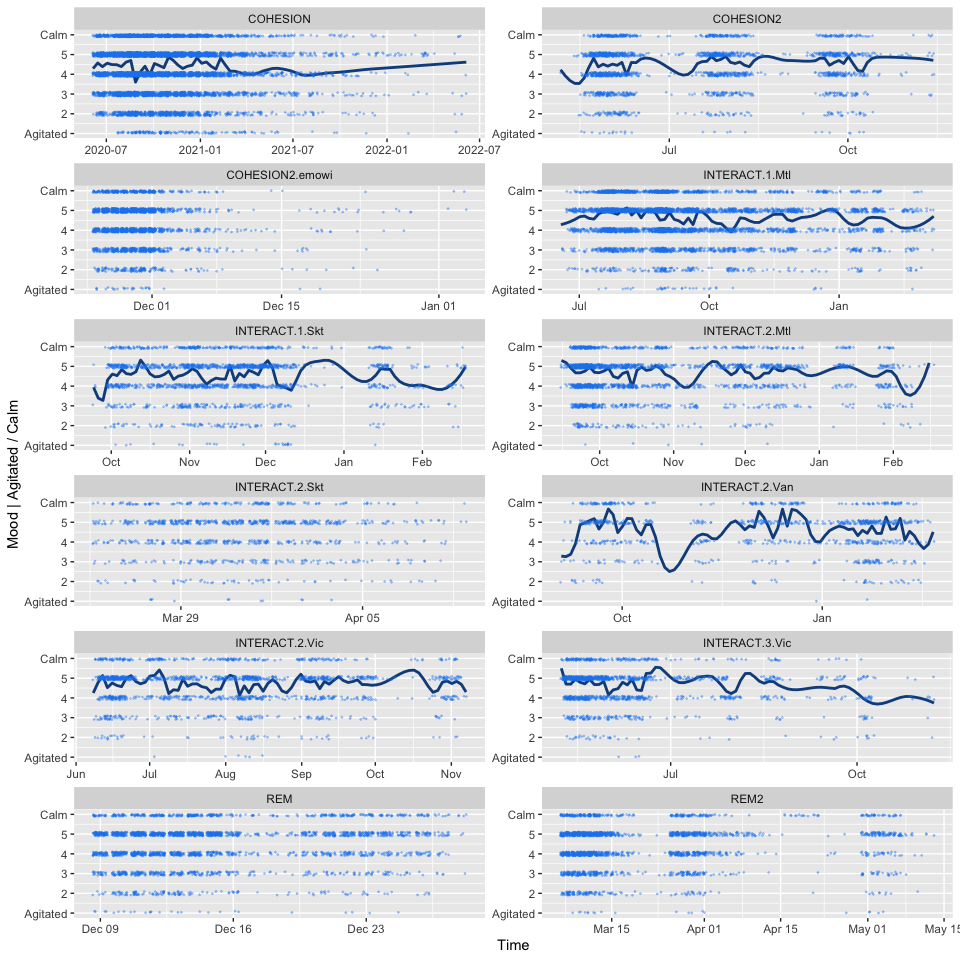 COHESION COHESION2
Calm
5
4
3
2
Agitated
2020-07 2021-01 2021-07 2022-01 2022-07
Calm
5
4
3
2
Agitated
Jul Oct
COHESION2.emowi INTERACT.1.Mtl
Calm
5
4
3
2
Agitated
Dec 01 Dec 15 Jan 01
Calm
5
4
3
2
Agitated
Jul Oct Jan
INTERACT.1.Skt INTERACT.2.Mtl
Calm
5
4
3
2
Agitated
Oct Nov Dec Jan Feb
Calm
5
4
3
2
Agitated
Oct Nov Dec Jan Feb
INTERACT.2.Skt INTERACT.2.Van
Calm
5
4
3
2
Agitated
Mar 29 Apr 05
Calm
5
4
3
2
Agitated
Oct Jan
INTERACT.2.Vic INTERACT.3.Vic
Calm
5
4
3
2
Agitated
Jun Jul Aug Sep Oct Nov
Calm
5
4
3
2
Agitated
Jul Oct
REM REM2
Calm
5
4
3
2
Agitated
Dec 09 Dec 16 Dec 23
Calm
5
4
3
2
Agitated
Mar 15 Apr 01 Apr 15 May 01 May 15
Mood | Agitated / Calm
Time